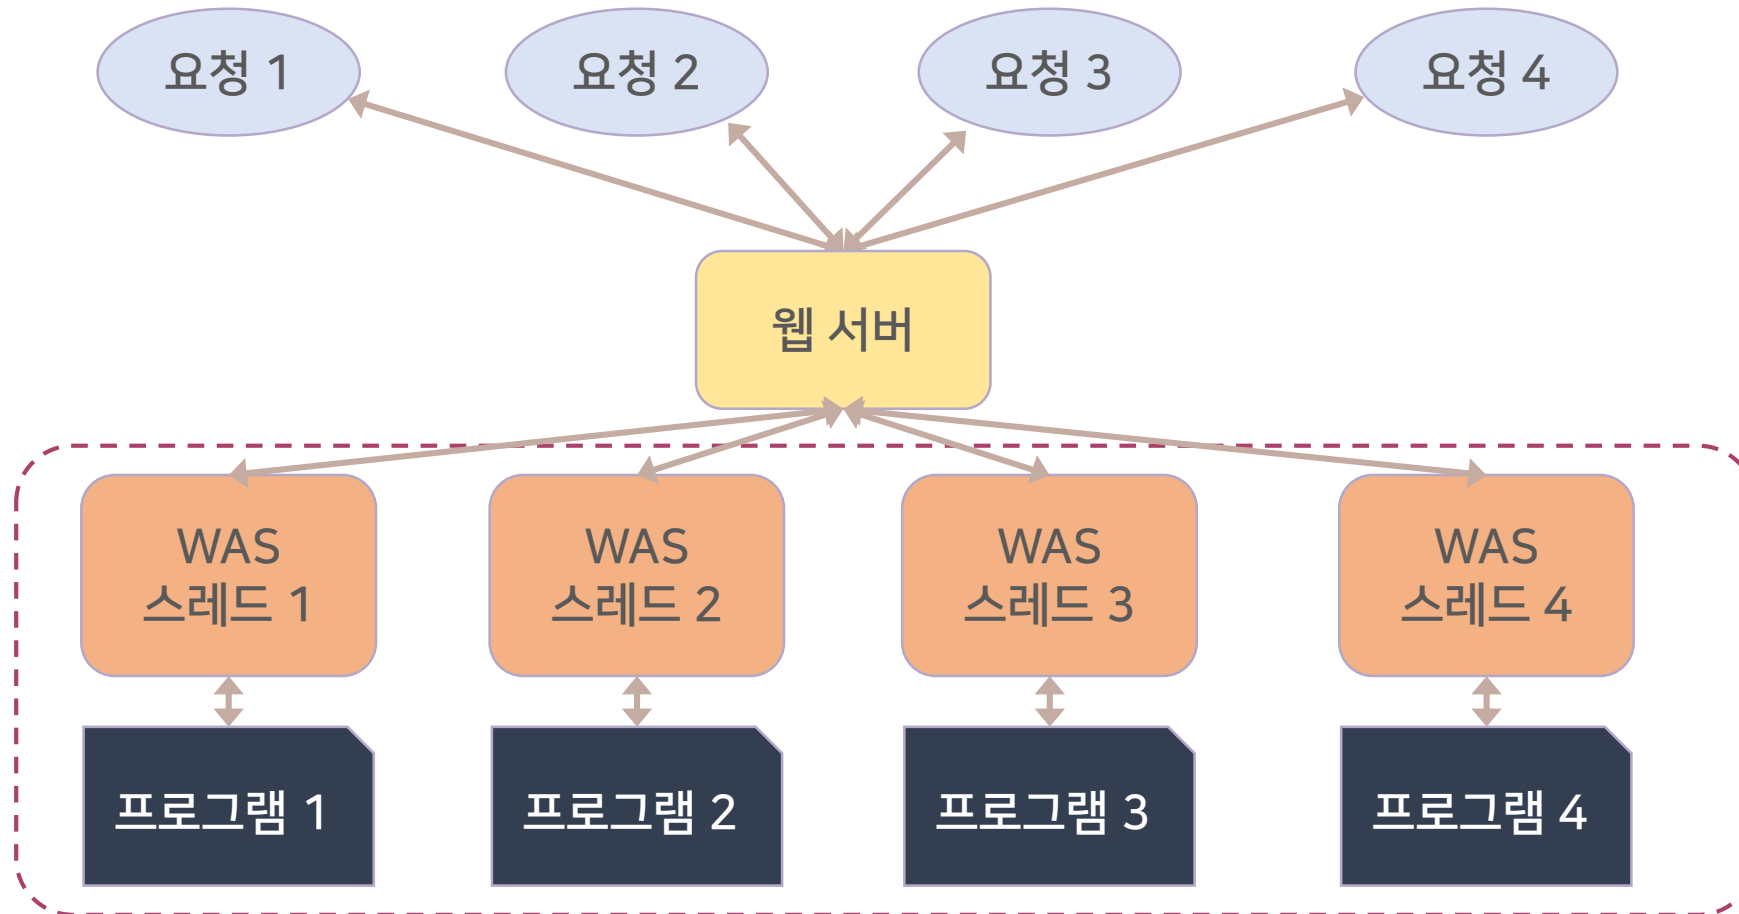 요청 1
요청 2
요청 3
요청 4
웹 서버
WAS
스레드 1
WAS
스레드 2
WAS
스레드 3
WAS
스레드 4
프로그램 1
프로그램 2
프로그램 3
프로그램 4